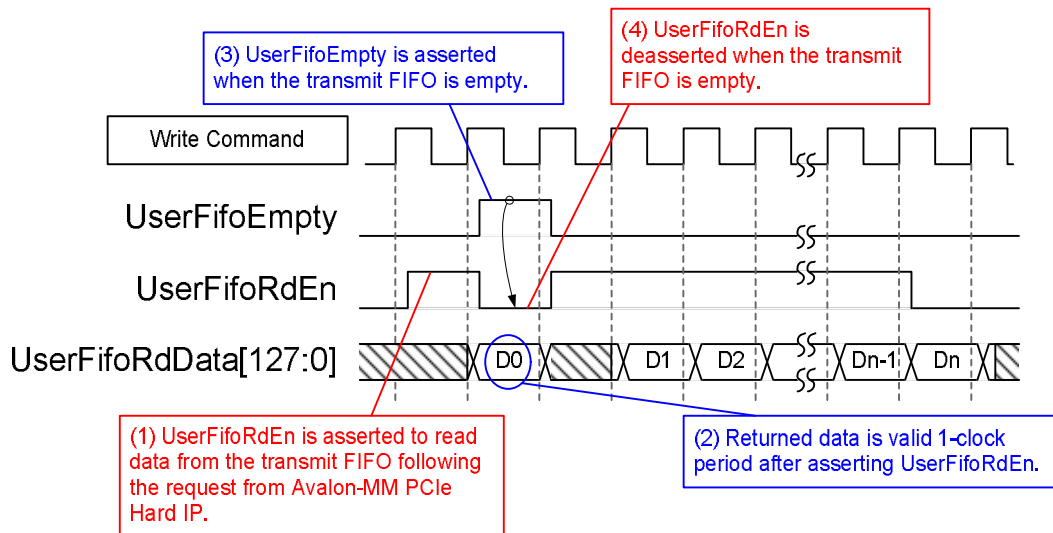 (3) UserFifoEmpty is asserted
when the transmit FIFO is empty.
(4) UserFifoRdEn is
deasserted when the transmit
FIFO is empty.
Write Command
UserFifoEmpty
UserFifoRdEn
UserFifoRdData[127:0]
D0
D1
D2
Dn-1
Dn
(1) UserFifoRdEn is asserted to read
data from the transmit FIFO following
the request from Avalon-MM PCIe
Hard IP.
(2) Returned data is valid 1-clock
period after asserting UserFifoRdEn.